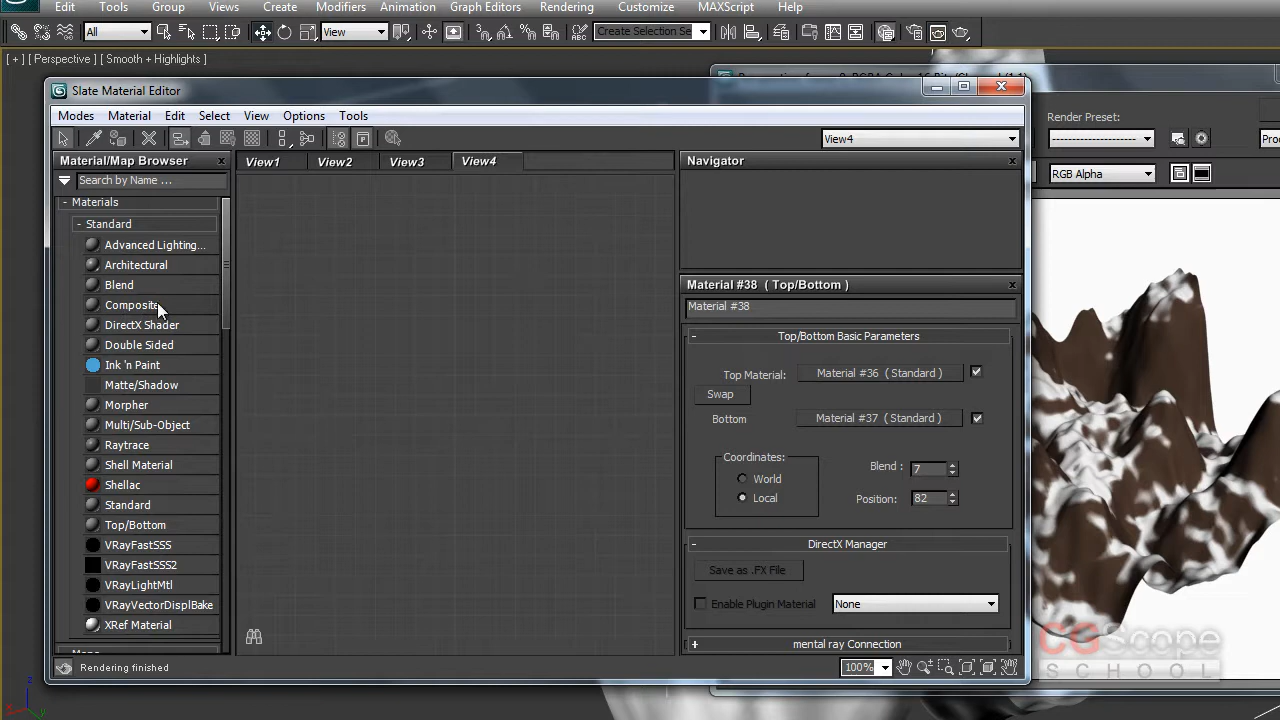 Edit Tools Group Views Create Modifiers Animation Graph Editors Rendering Customize MAXScript Help
All View Create Selection Se
[ + ] [ Perspective ] [ Smooth + Highlights ]
Slate Material Editor
Modes Material Edit Select View Options Tools
View4
Render Preset:
RGB Alpha
Material/Map Browser
Search by Name ...
- Materials
- Standard
Advanced Lighting...
Architectural
Blend
Composite
DirectX Shader
Double Sided
Ink 'n Paint
Matte/Shadow
Morpher
Multi/Sub-Object
Raytrace
Shell Material
Shellac
Standard
Top/Bottom
VRayFastSSS
VRayFastSSS2
VRayLightMtl
VRayVectorDisplBake
XRef Material
Rendering finished
View1 View2 View3 View4
Navigator
Material #38 ( Top/Bottom )
Material #38
- Top/Bottom Basic Parameters
Top Material: Material #36 ( Standard )
Swap
Bottom Material #37 ( Standard )
Coordinates:
World
Local
Blend : 7
Position: 82
- DirectX Manager
Save as .FX File
Enable Plugin Material None
+ mental ray Connection
100%
CGScope
SCHOOL